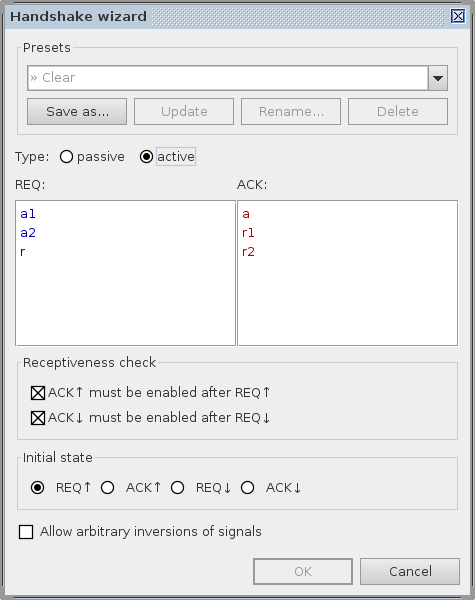 Handshake wizard
Presets
» Clear
Save as... Update Rename... Delete
Type: passive active
REQ: ACK:
a1 a
a2 r1
r r2
Receptiveness check
ACK↑ must be enabled after REQ↑
ACK↓ must be enabled after REQ↓
Initial state
REQ↑ ACK↑ REQ↓ ACK↓
Allow arbitrary inversions of signals
OK Cancel